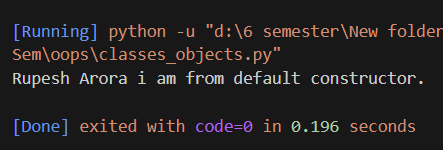 [Running] python -u "d:\6 semester\New folder
Sem\oops\classes_objects.py"
Rupesh Arora i am from default constructor.
[Done] exited with code=0 in 0.196 seconds